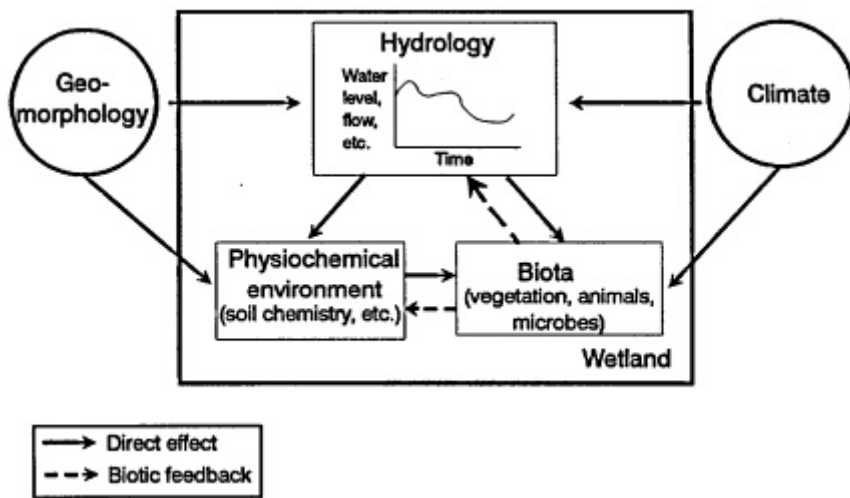 Hydrology
Water
level,
flow,
etc.
Time
Geo-
morphology
Climate
Physiochemical
environment
(soil chemistry, etc.)
Biota
(vegetation, animals,
microbes)
Wetland
Direct effect
Biotic feedback